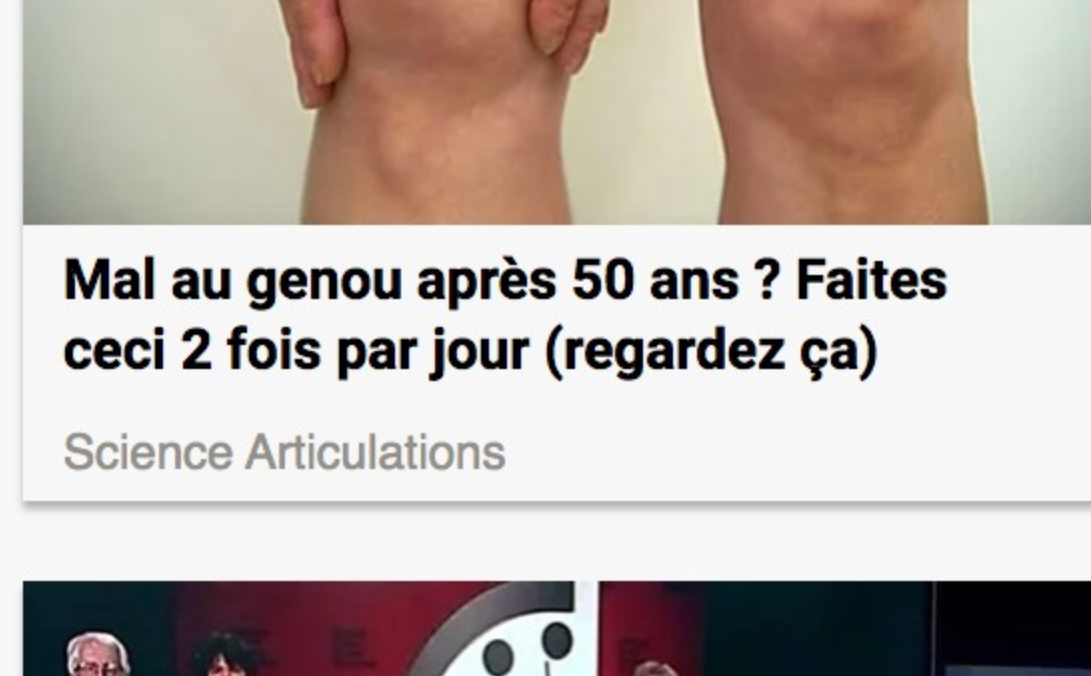 Mal au genou après 50 ans ? Faites
ceci 2 fois par jour (regardez ça)
Science Articulations